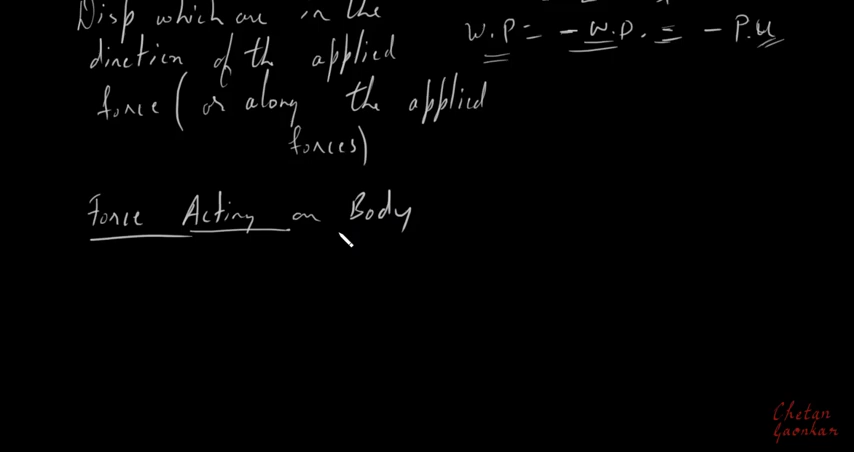 Disp which are in the
direction of the applied
force (or along the applied
forces)
W.P = - W.D. = - P.U
Force Acting on Body
Chetan
Gaonkar